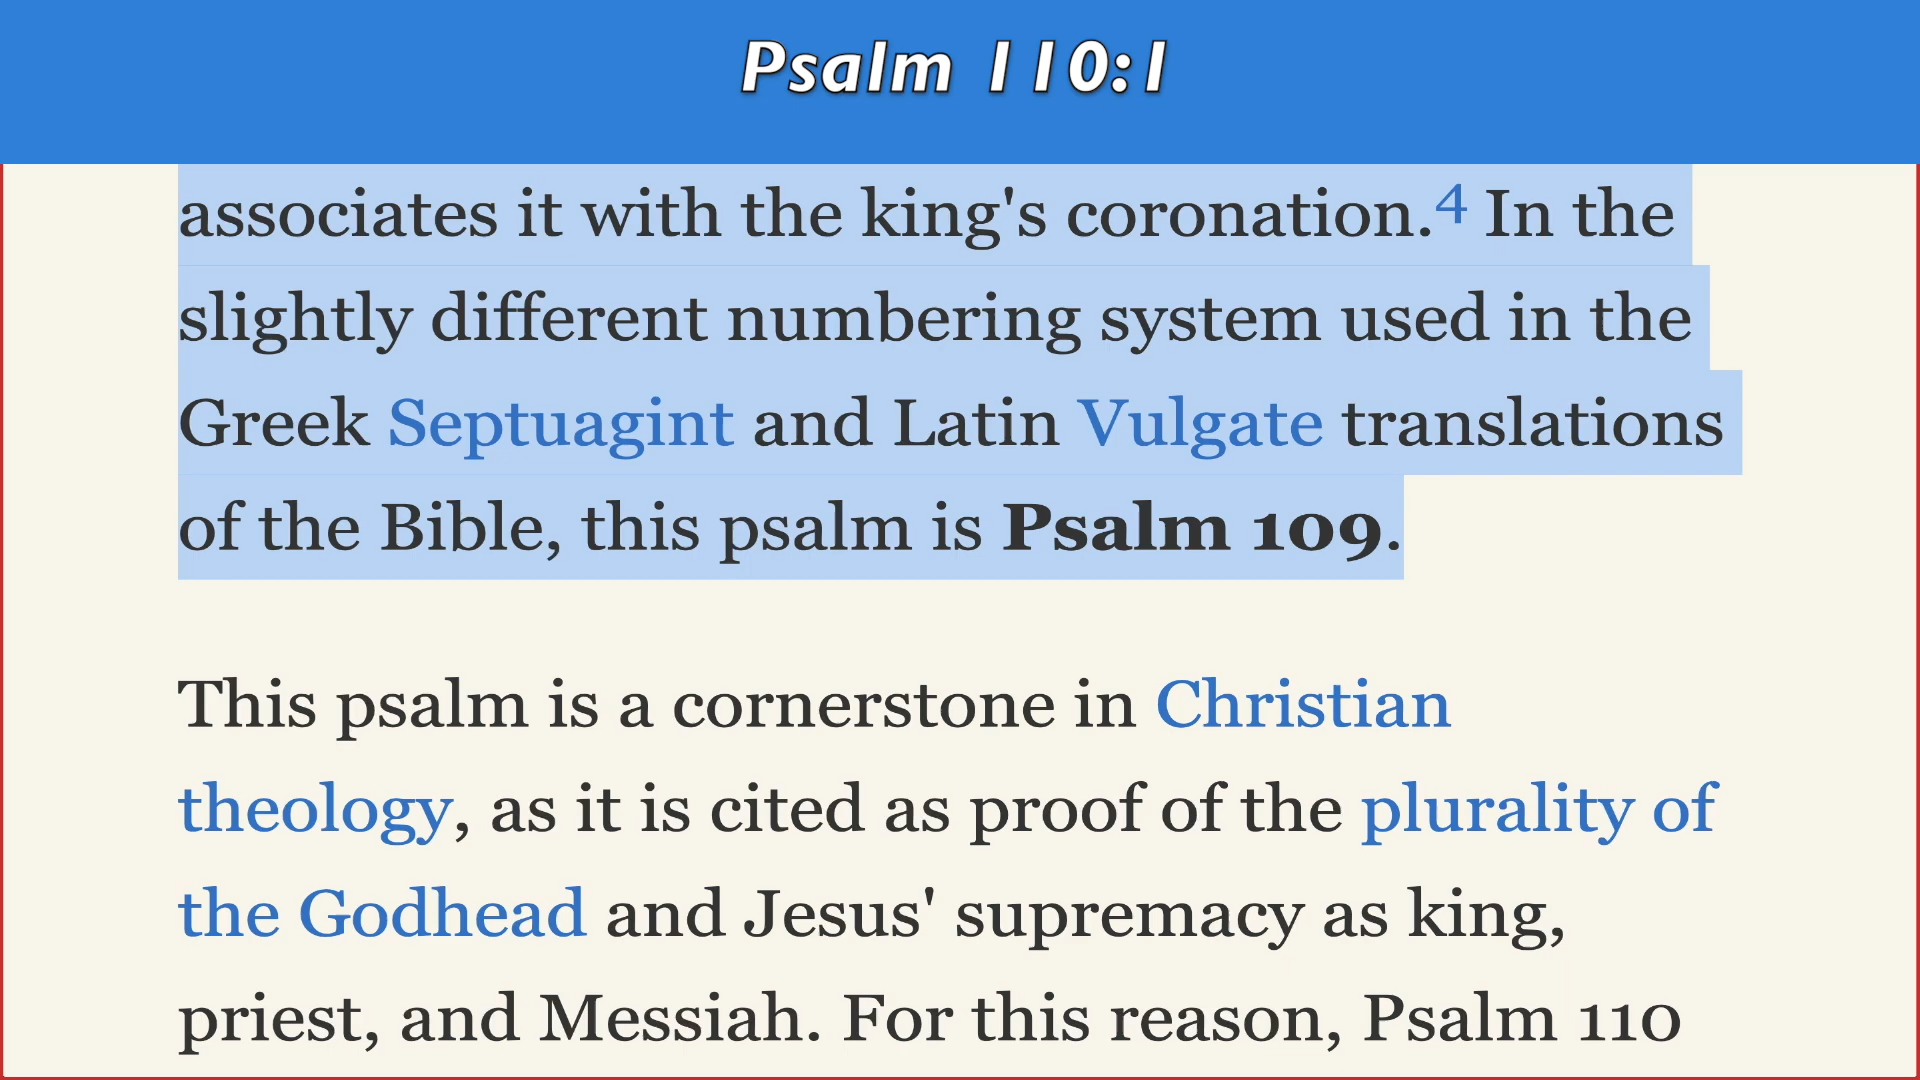 Psalm 110:1
associates it with the king's coronation.4 In the
slightly different numbering system used in the
Greek Septuagint and Latin Vulgate translations
of the Bible, this psalm is Psalm 109.
This psalm is a cornerstone in Christian
theology, as it is cited as proof of the plurality of
the Godhead and Jesus' supremacy as king,
priest, and Messiah. For this reason, Psalm 110